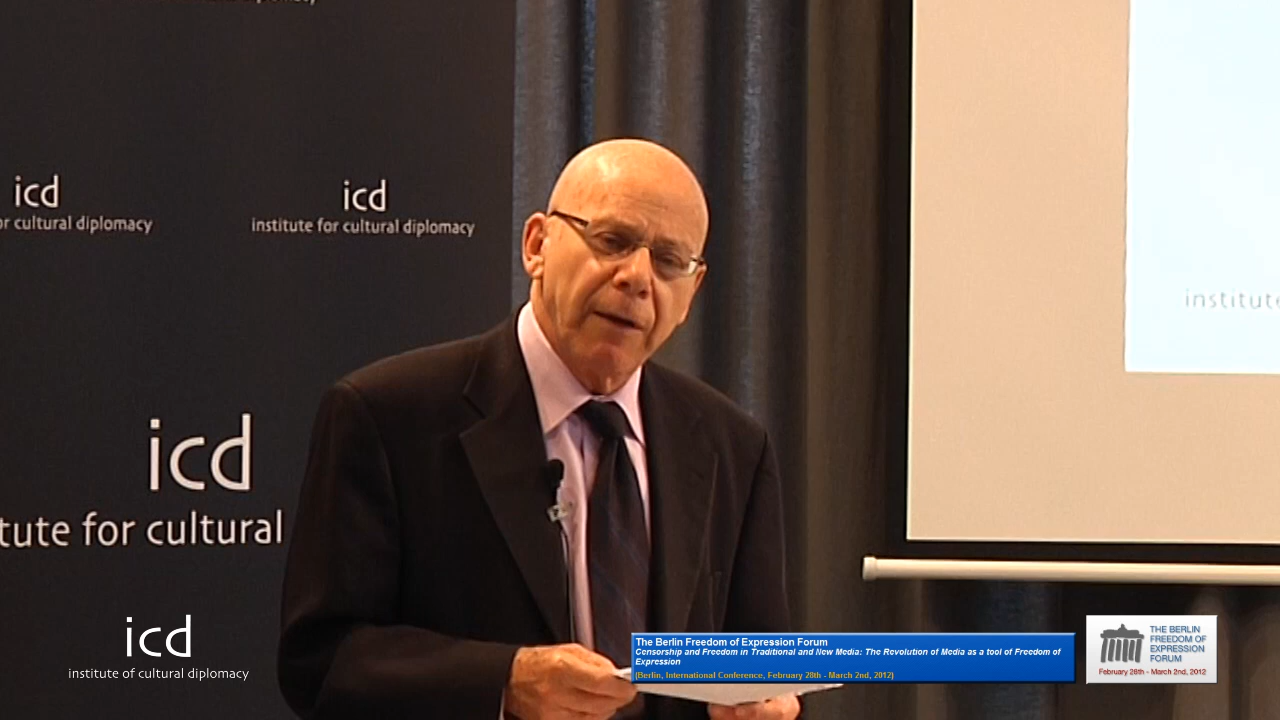 icd
or cultural diplomacy
icd
institute for cultural diplomacy
icd
tute for cultural
icd
institute of cultural diplomacy
institute
The Berlin Freedom of Expression Forum
Censorship and Freedom in Traditional and New Media: The Revolution of Media as a tool of Freedom of
Expression
(Berlin, International Conference, February 28th - March 2nd, 2012)
THE BERLIN
FREEDOM OF
EXPRESSION
FORUM
February 28th - March 2nd, 2012